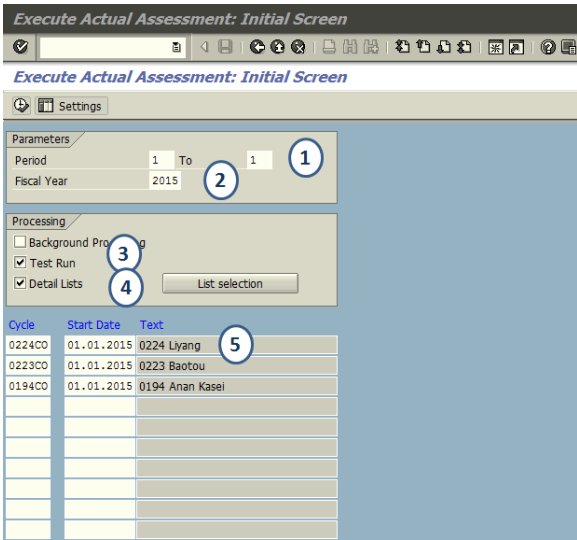 Execute Actual Assessment: Initial Screen
Execute Actual Assessment: Initial Screen
Settings
Parameters
Period 1 To 1 1
Fiscal Year 2015 2
Processing
Background Pro g
3
Test Run
Detail Lists 4 List selection
Cycle Start Date Text
0224CO 01.01.2015 0224 Liyang 5
0223CO 01.01.2015 0223 Baotou
0194CO 01.01.2015 0194 Anan Kasei